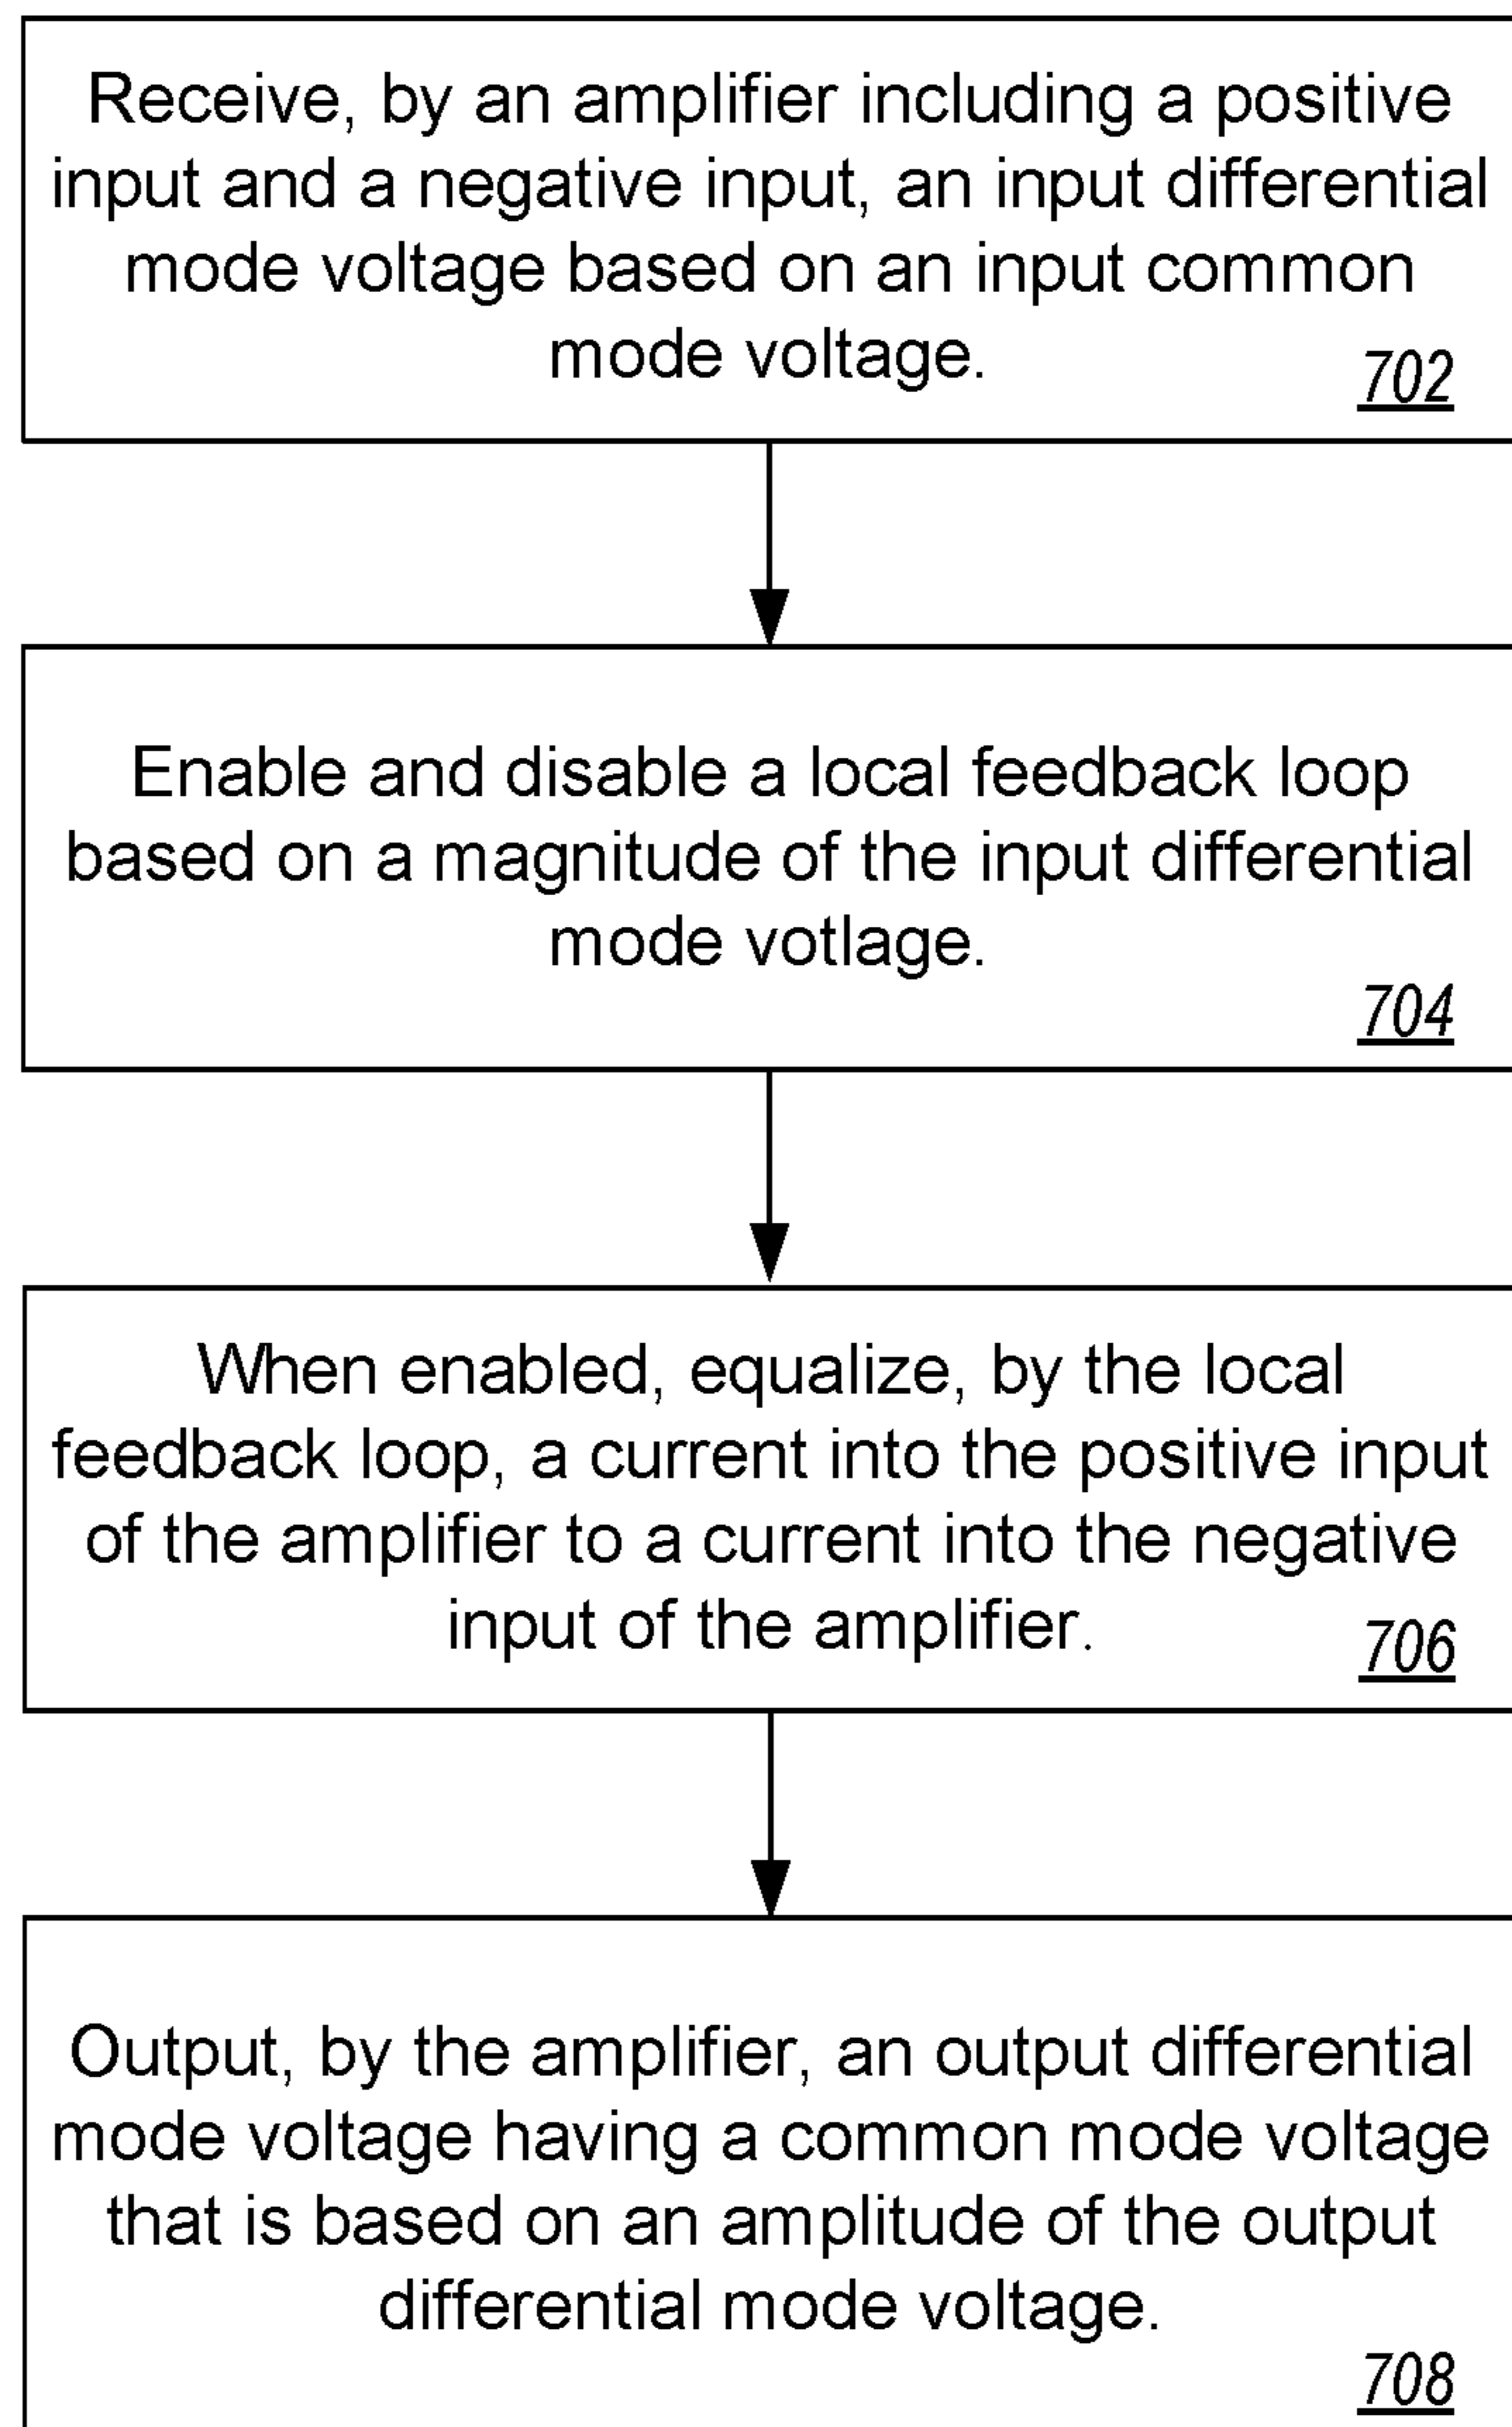 Receive, by an amplifier including a positive
input and a negative input, an input differential
mode voltage based on an input common
mode voltage.
702
Enable and disable a local feedback loop
based on a magnitude of the input differential
mode votlage.
704
When enabled, equalize, by the local
feedback loop, a current into the positive input
of the amplifier to a current into the negative
input of the amplifier.
706
Output, by the amplifier, an output differential
mode voltage having a common mode voltage
that is based on an amplitude of the output
differential mode voltage.
708